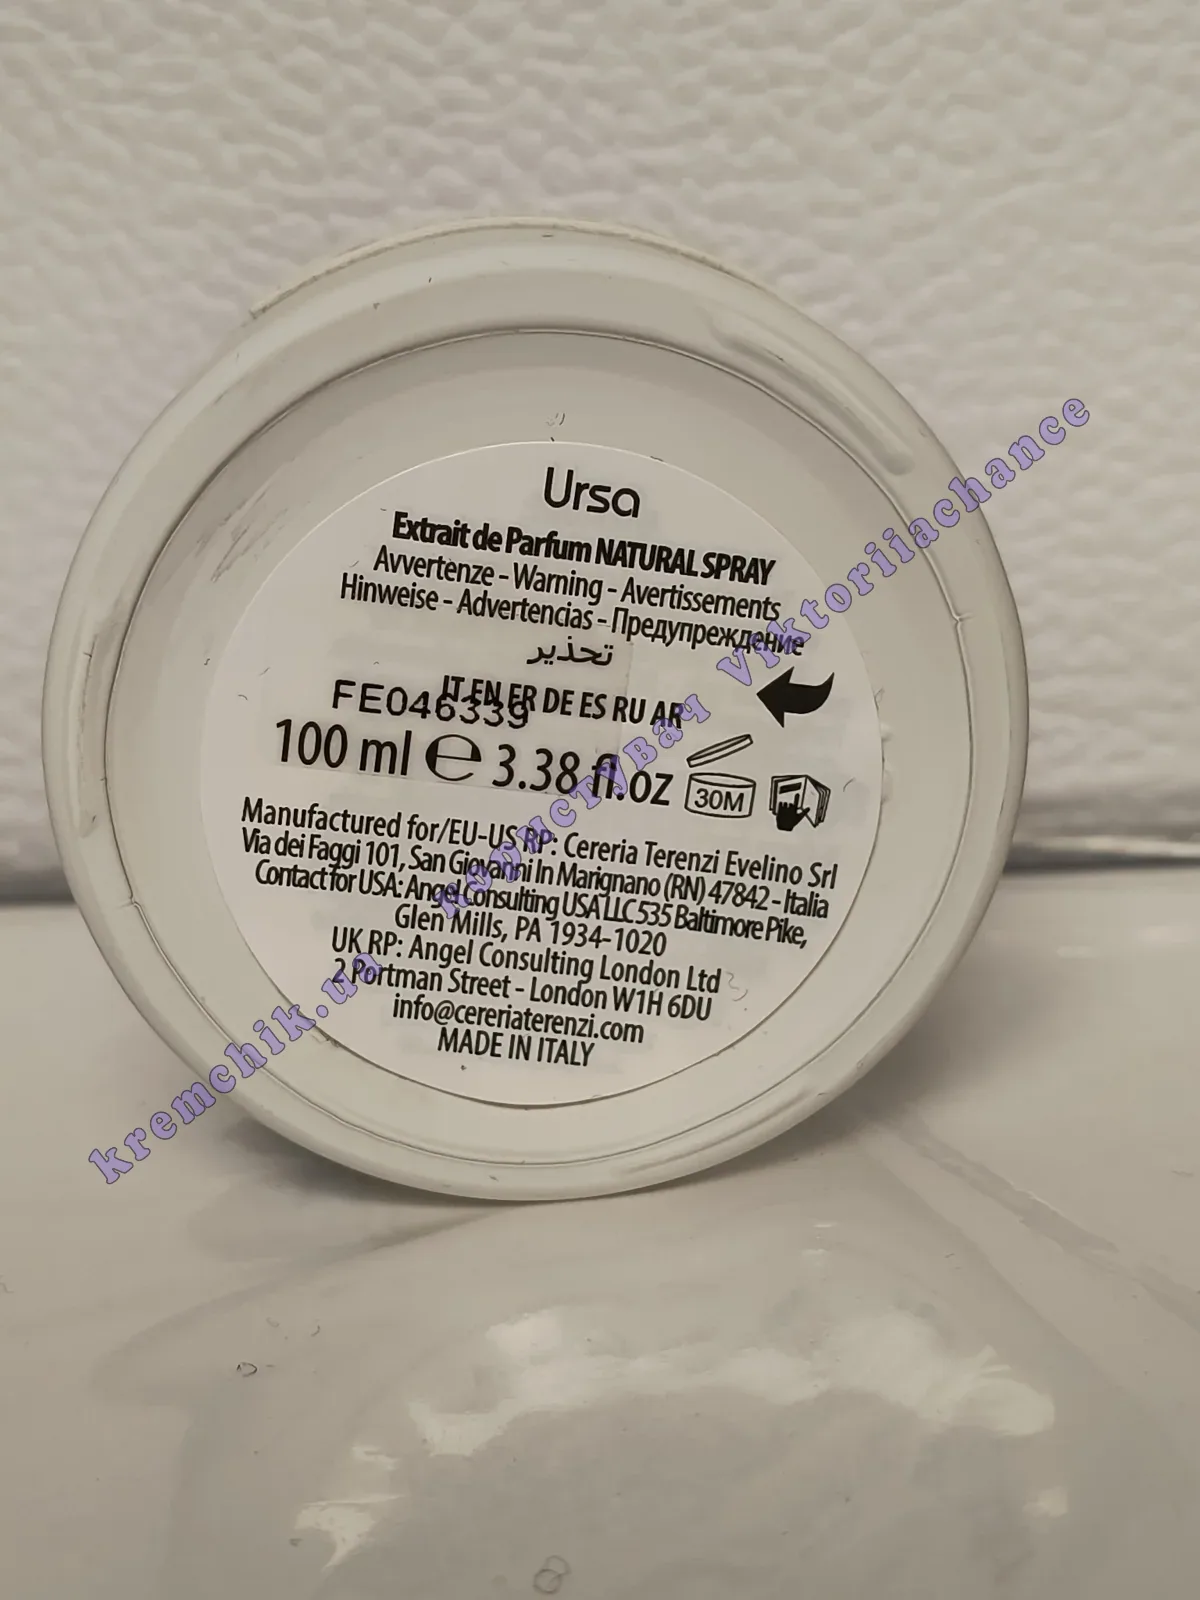 Ursa
Extrait de Parfum NATURAL SPRAY
Avvertenze - Warning - Avertissements
Hinweise - Advertencias - Предупреждение
تحذير
IT EN FR DE ES RU AR
FE046339
100 ml ℮ 3.38 fl.oz
30M
Manufactured for/EU-US RP: Cereria Terenzi Evelino Srl
Via dei Faggi 101, San Giovanni In Marignano (RN) 47842 - Italia
Contact for USA: Angel Consulting USA LLC 535 Baltimore Pike,
Glen Mills, PA 1934-1020
UK RP: Angel Consulting London Ltd
2 Portman Street - London W1H 6DU
info@cereriaterenzi.com
MADE IN ITALY
kremchik.ua користувач Viktoriiachance